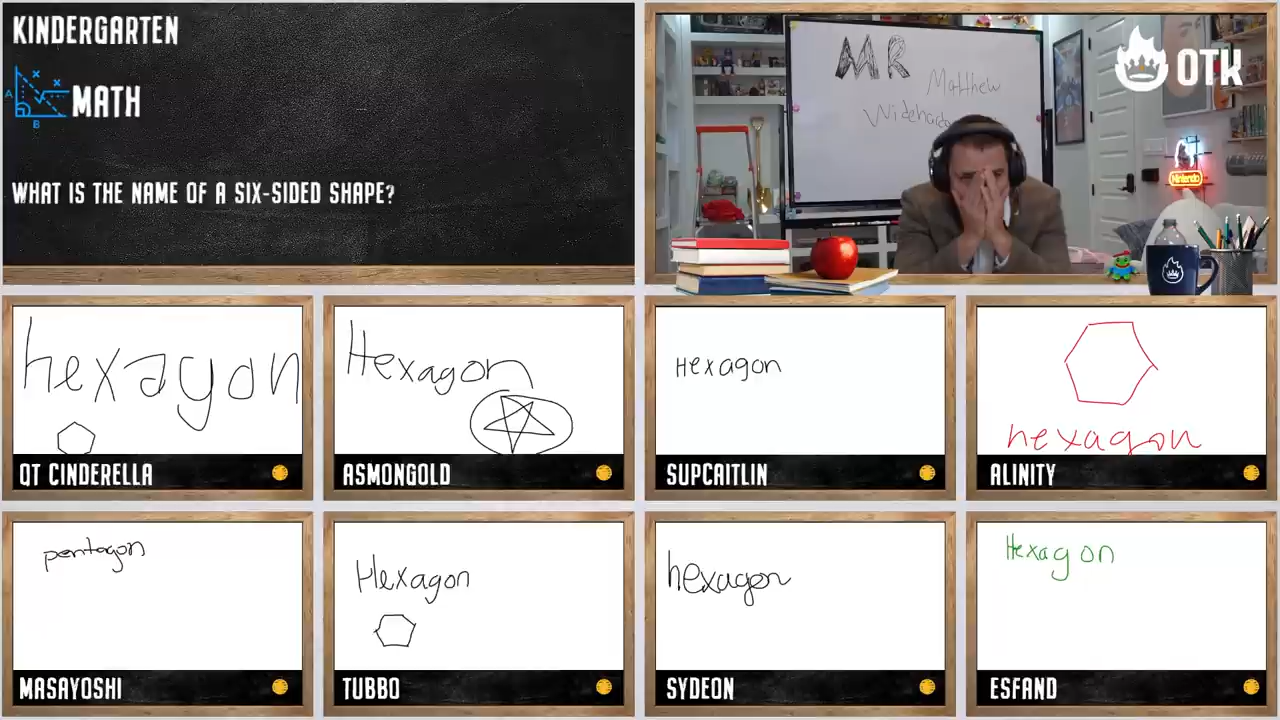 KINDERGARTEN
A
x
x
B
MATH
WHAT IS THE NAME OF A SIX-SIDED SHAPE?
MR
Matthew
OTK
Nintendo
hexagon
QT CINDERELLA
Hexagon
ASMONGOLD
Hexagon
SUPCAITLIN
hexagon
ALINITY
pentagon
MASAYOSHI
Hexagon
TUBBO
hexagon
SYDEON
Hexagon
ESFAND